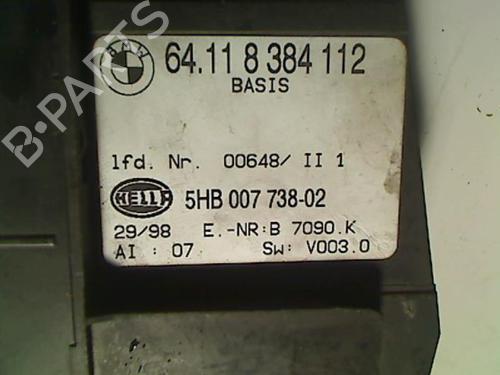 BMW
64.11 8 384 112
BASIS
lfd. Nr. 00648/ II 1
HELLA
5HB 007 738-02
29/98 E.-NR:B 7090.K
AI : 07 SW: V003.0
B-PARTS